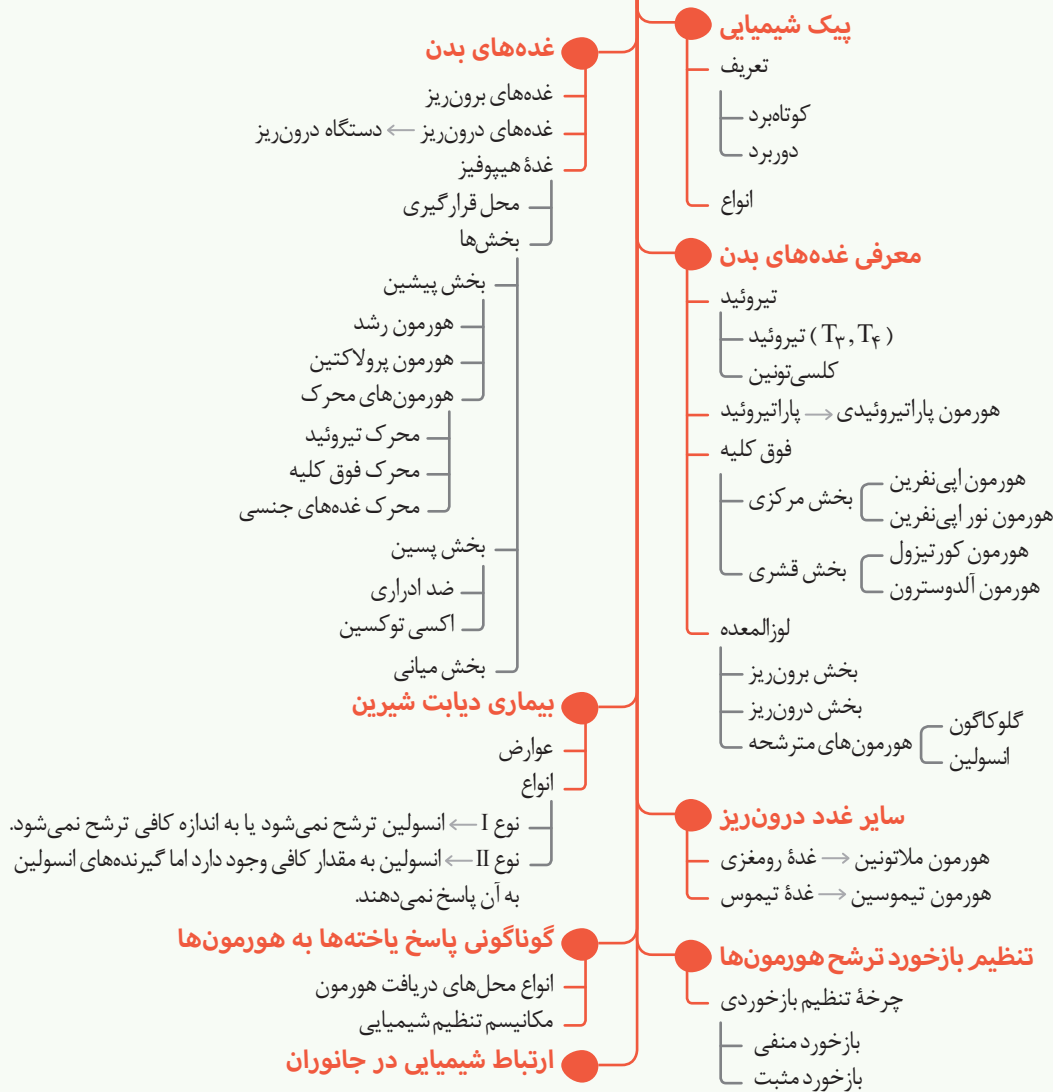 پیک شیمیایی
تعریف
کوتاه‌برد
دوربرد
انواع
غده‌های بدن
غده‌های برون‌ریز
غده‌های درون‌ریز ← دستگاه درون‌ریز
غدهٔ هیپوفیز
محل قرارگیری
بخش‌ها
بخش پیشین
هورمون رشد
هورمون پرولاکتین
هورمون‌های محرک
محرک تیروئید
محرک فوق کلیه
محرک غده‌های جنسی
بخش پسین
ضد ادراری
اکسی توکسین
بخش میانی
معرفی غده‌های بدن
تیروئید
تیروئید (T۳, T۴)
کلسی‌تونین
هورمون پاراتیروئیدی → پاراتیروئید
فوق کلیه
بخش مرکزی
هورمون اپی‌نفرین
هورمون نور اپی‌نفرین
بخش قشری
هورمون کورتیزول
هورمون آلدوسترون
لوزالمعده
بخش برون‌ریز
بخش درون‌ریز
هورمون‌های مترشحه
گلوکاگون
انسولین
بیماری دیابت شیرین
عوارض
انواع
نوع I ← انسولین ترشح نمی‌شود یا به اندازه کافی ترشح نمی‌شود.
نوع II ← انسولین به مقدار کافی وجود دارد اما گیرنده‌های انسولین
به آن پاسخ نمی‌دهند.
سایر غدد درون‌ریز
هورمون ملاتونین → غدهٔ رومغزی
هورمون تیموسین → غدهٔ تیموس
گوناگونی پاسخ یاخته‌ها به هورمون‌ها
انواع محل‌های دریافت هورمون
مکانیسم تنظیم شیمیایی
تنظیم بازخورد ترشح هورمون‌ها
چرخهٔ تنظیم بازخوردی
بازخورد منفی
بازخورد مثبت
ارتباط شیمیایی در جانوران